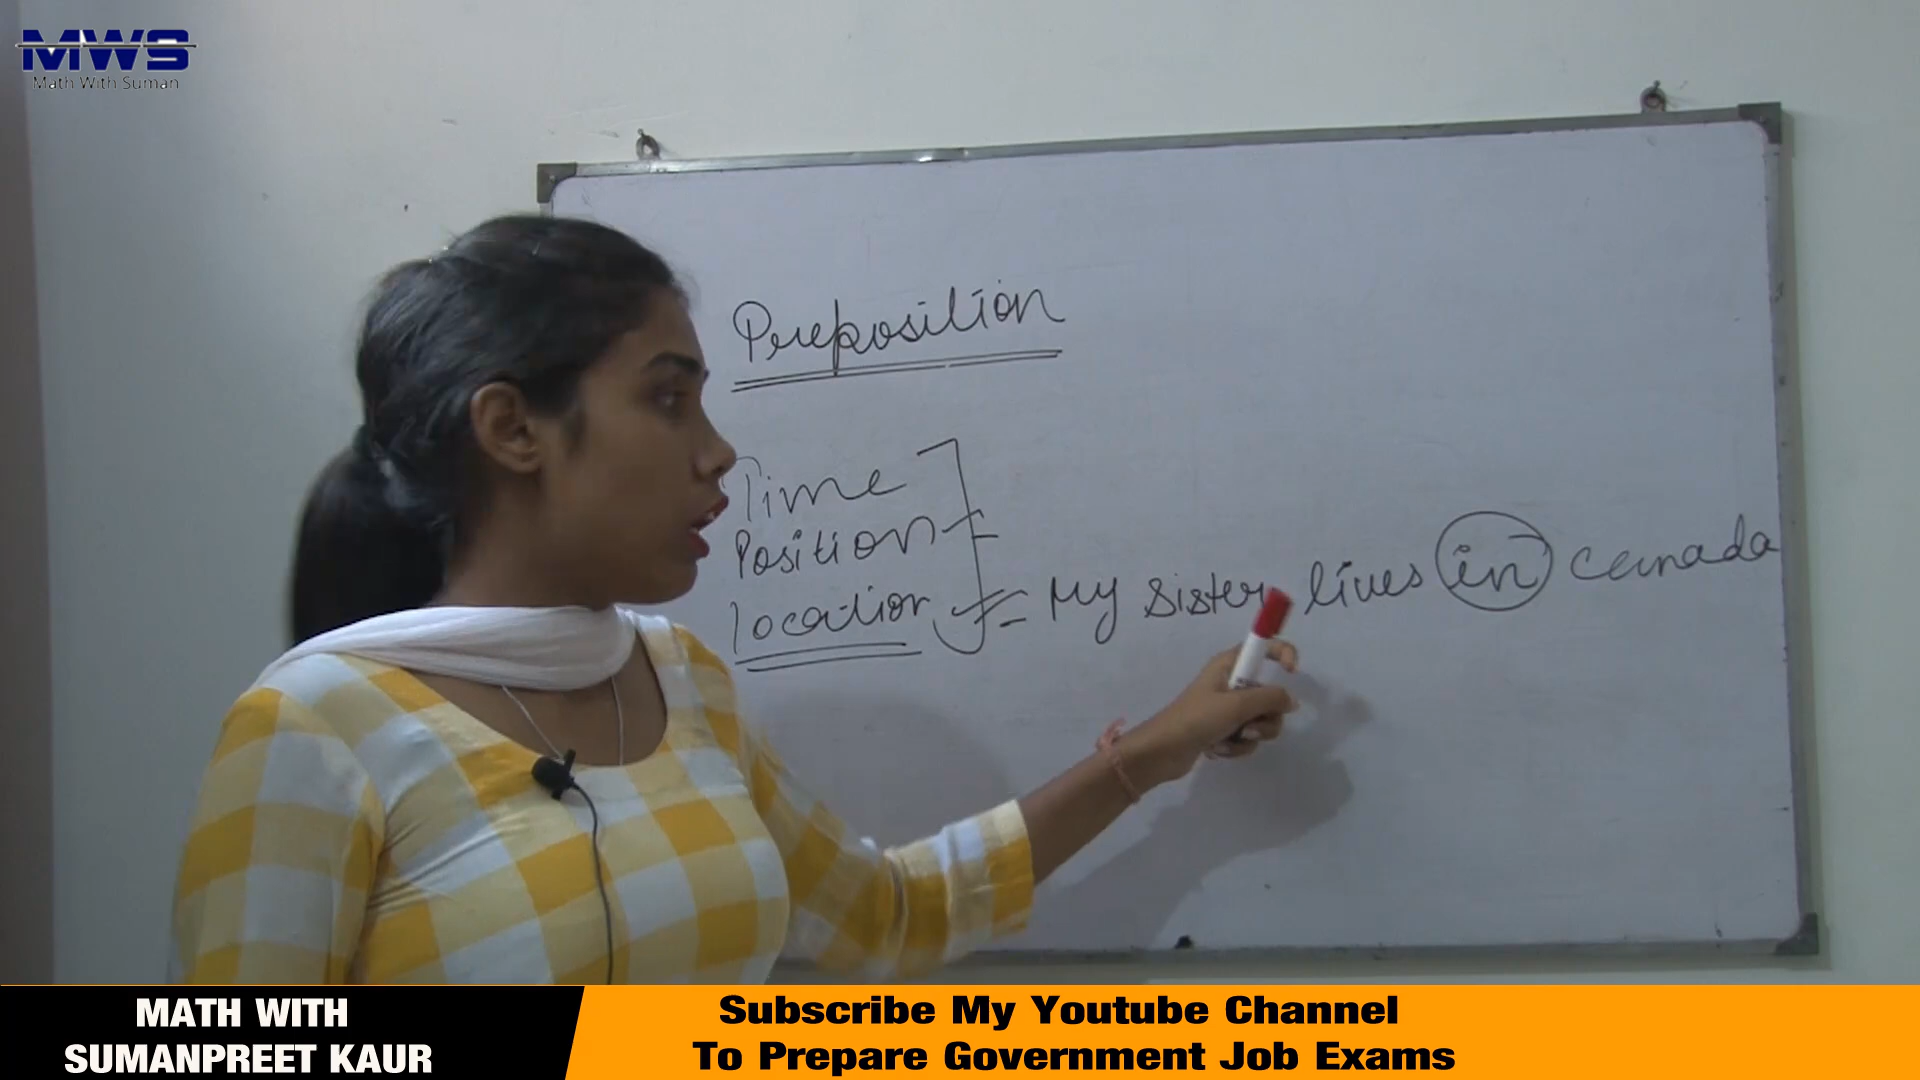 MWS
Math With Suman
Preposition
Time
Position
location = My sister lives in Canada
MATH WITH
SUMANPREET KAUR
Subscribe My Youtube Channel
To Prepare Government Job Exams